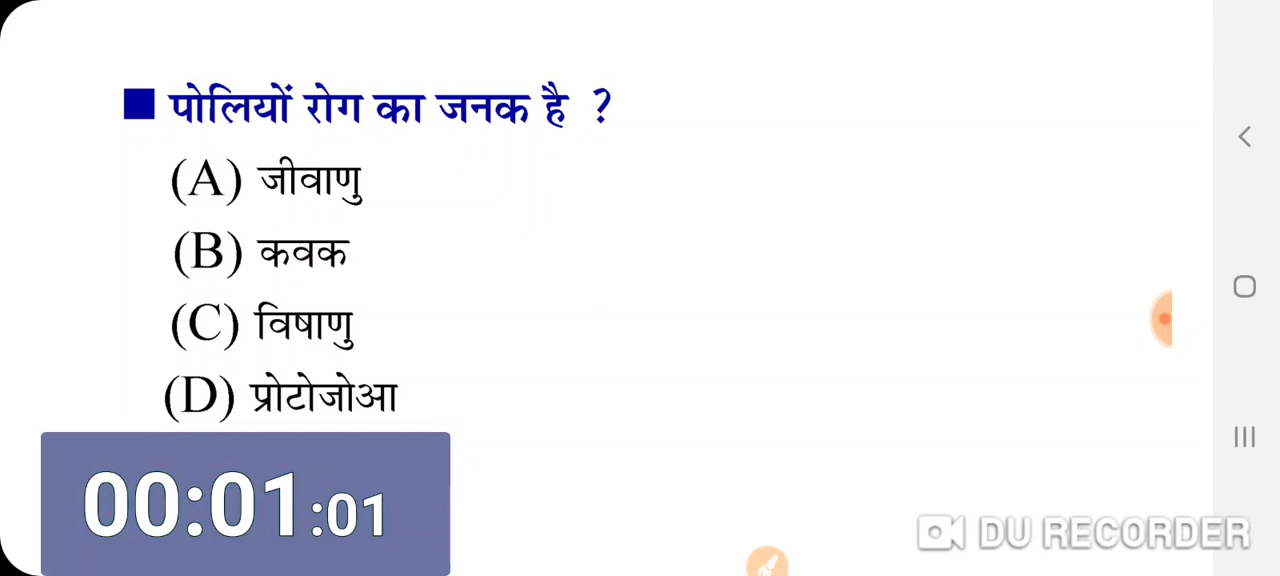 ■ पोलियों रोग का जनक है ?
(A) जीवाणु
(B) कवक
(C) विषाणु
(D) प्रोटोजोआ
00:01:01
DU RECORDER